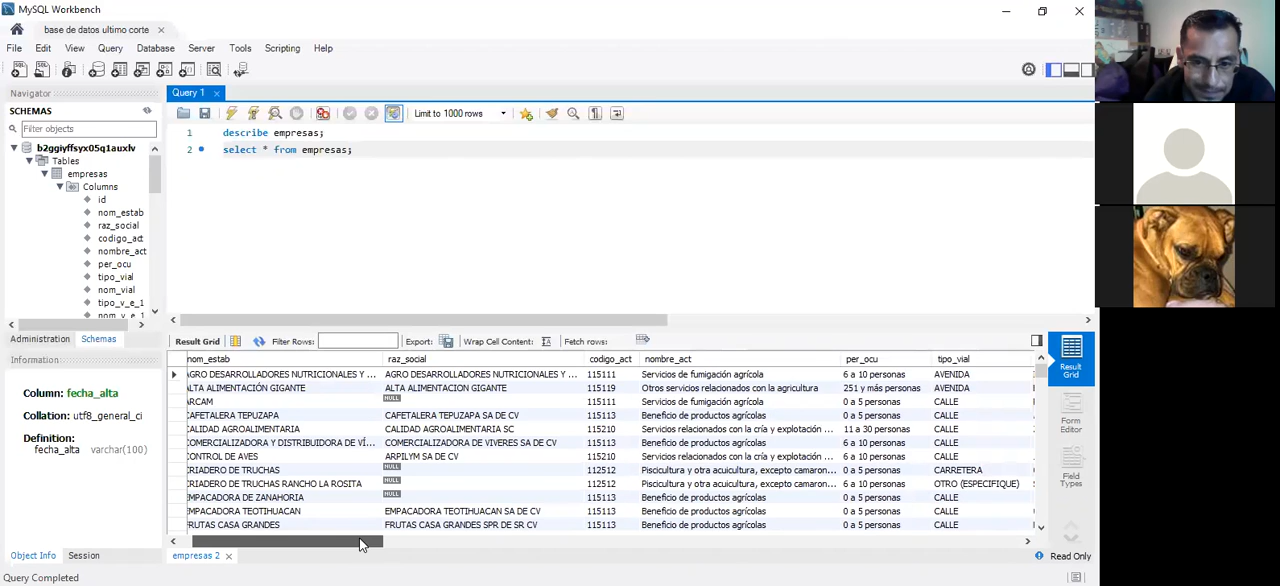 MySQL Workbench
base de datos ultimo corte
File Edit View Query Database Server Tools Scripting Help
Navigator
Query 1
SCHEMAS
Limit to 1000 rows
Filter objects
1 describe empresas;
2 select * from empresas;
b2ggiyffsyx05q1auxlv
Tables
empresas
Columns
id
nom_estab
raz_social
codigo_act
nombre_act
per_ocu
tipo_vial
nom_vial
tipo_v_e_1
nom_v_e_1
Administration Schemas
Information
Column: fecha_alta
Collation: utf8_general_ci
Definition:
fecha_alta varchar(100)
Object Info Session
Query Completed
Result Grid Filter Rows: Export: Wrap Cell Content: Fetch rows:
nom_estab raz_social codigo_act nombre_act per_ocu tipo_vial
AGRO DESARROLLADORES NUTRICIONALES Y ... AGRO DESARROLLADORES NUTRICIONALES Y ... 115111 Servicios de fumigación agrícola 6 a 10 personas AVENIDA
ALTA ALIMENTACIÓN GIGANTE ALTA ALIMENTACION GIGANTE 115119 Otros servicios relacionados con la agricultura 251 y más personas AVENIDA
ARCAM NULL 115111 Servicios de fumigación agrícola 0 a 5 personas CALLE
CAFETALERA TEPUZAPA CAFETALERA TEPUZAPA SA DE CV 115113 Beneficio de productos agrícolas 0 a 5 personas CALLE
CALIDAD AGROALIMENTARIA CALIDAD AGROALIMENTARIA SC 115210 Servicios relacionados con la cría y explotación ... 11 a 30 personas CALLE
COMERCIALIZADORA Y DISTRIBUIDORA DE VÍ... COMERCIALIZADORA DE VIVERES SA DE CV 115113 Beneficio de productos agrícolas 6 a 10 personas CALLE
CONTROL DE AVES ARPILYM SA DE CV 115210 Servicios relacionados con la cría y explotación ... 6 a 10 personas CALLE
CRIADERO DE TRUCHAS NULL 112512 Piscicultura y otra acuicultura, excepto camaron... 0 a 5 personas CARRETERA
CRIADERO DE TRUCHAS RANCHO LA ROSITA NULL 112512 Piscicultura y otra acuicultura, excepto camaron... 6 a 10 personas OTRO (ESPECIFIQUE)
EMPACADORA DE ZANAHORIA NULL 115113 Beneficio de productos agrícolas 0 a 5 personas CALLE
EMPACADORA TEOTIHUACAN EMPACADORA TEOTIHUACAN SA DE CV 115113 Beneficio de productos agrícolas 0 a 5 personas CALLE
FRUTAS CASA GRANDES FRUTAS CASA GRANDES SPR DE SR CV 115113 Beneficio de productos agrícolas 0 a 5 personas CALLE
Result Grid
Form Editor
Field Types
empresas 2
Read Only